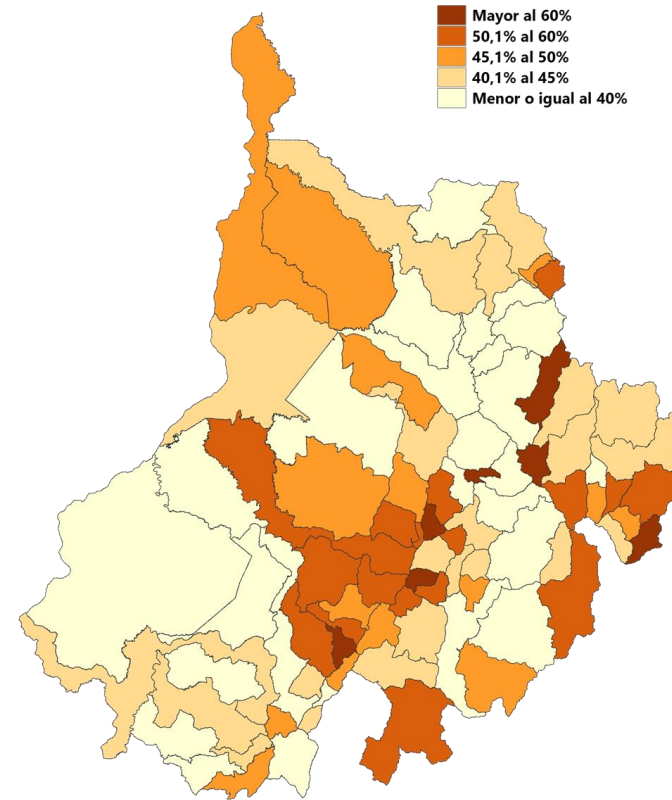 Mayor al 60%
50,1% al 60%
45,1% al 50%
40,1% al 45%
Menor o igual al 40%